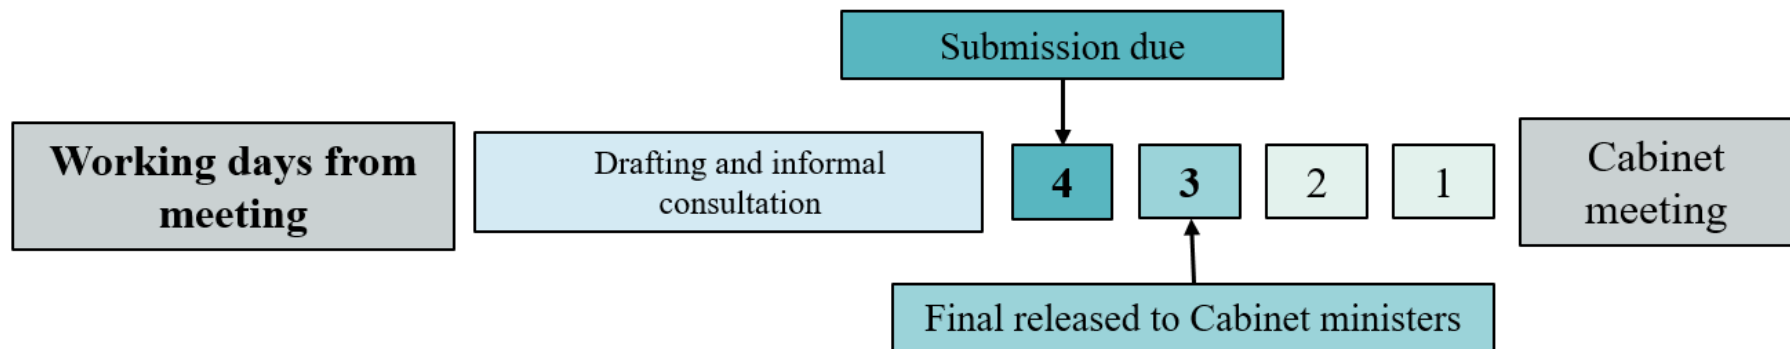 Submission due
Working days from
meeting
Drafting and informal
consultation
4
3
2
1
Cabinet
meeting
Final released to Cabinet ministers